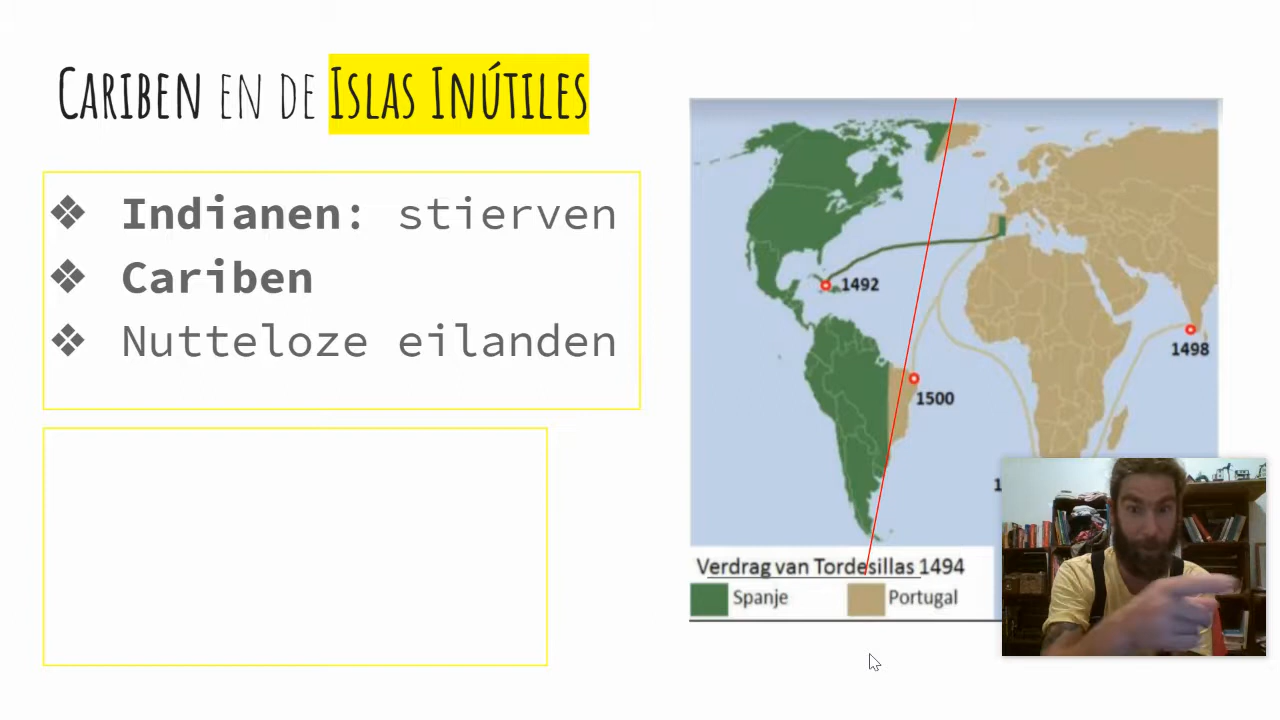 Cariben en de Islas Inútiles
❖ Indianen: stierven
❖ Cariben
❖ Nutteloze eilanden
1492
1498
1500
1
Verdrag van Tordesillas 1494
Spanje
Portugal